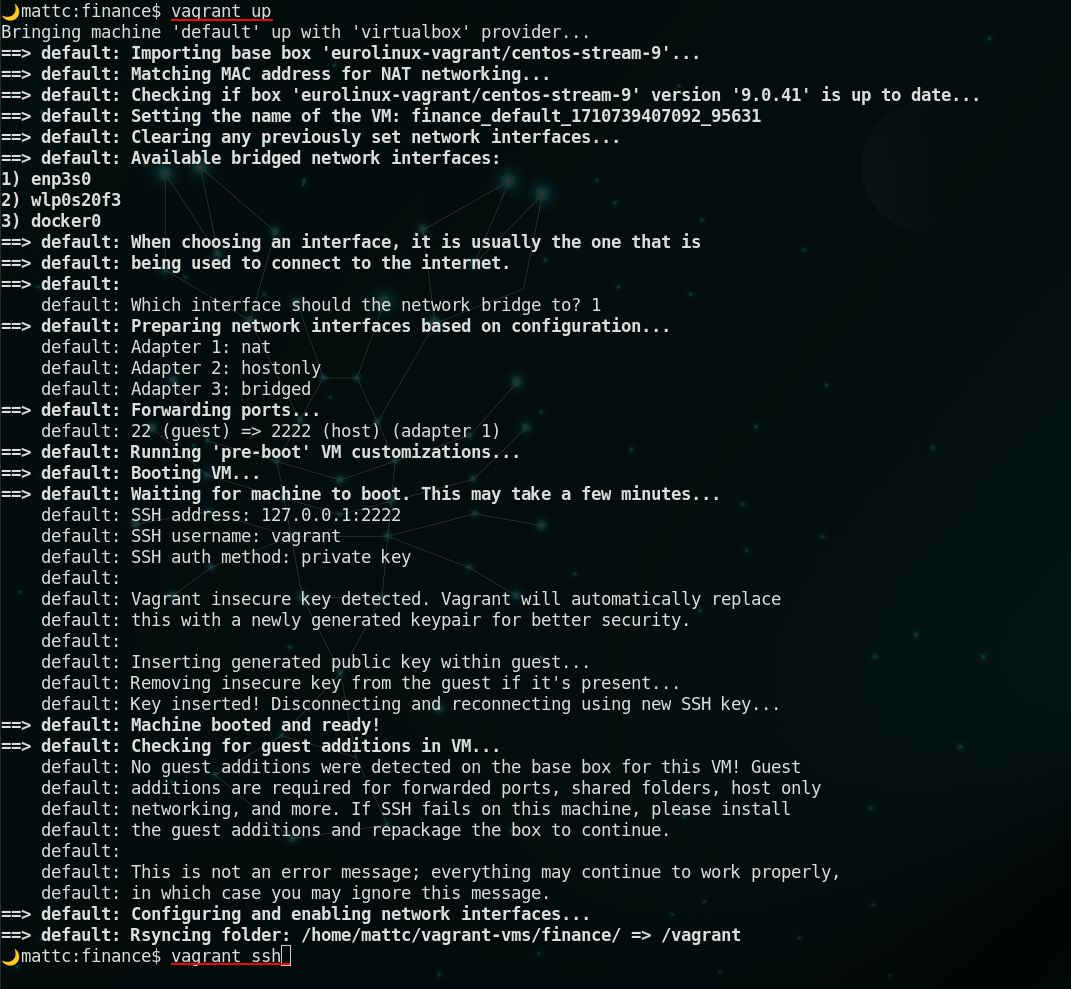 🌙mattc:finance$ vagrant up
Bringing machine 'default' up with 'virtualbox' provider...
==> default: Importing base box 'eurolinux-vagrant/centos-stream-9'...
==> default: Matching MAC address for NAT networking...
==> default: Checking if box 'eurolinux-vagrant/centos-stream-9' version '9.0.41' is up to date...
==> default: Setting the name of the VM: finance_default_1710739407092_95631
==> default: Clearing any previously set network interfaces...
==> default: Available bridged network interfaces:
1) enp3s0
2) wlp0s20f3
3) docker0
==> default: When choosing an interface, it is usually the one that is
==> default: being used to connect to the internet.
==> default:
    default: Which interface should the network bridge to? 1
==> default: Preparing network interfaces based on configuration...
    default: Adapter 1: nat
    default: Adapter 2: hostonly
    default: Adapter 3: bridged
==> default: Forwarding ports...
    default: 22 (guest) => 2222 (host) (adapter 1)
==> default: Running 'pre-boot' VM customizations...
==> default: Booting VM...
==> default: Waiting for machine to boot. This may take a few minutes...
    default: SSH address: 127.0.0.1:2222
    default: SSH username: vagrant
    default: SSH auth method: private key
    default:
    default: Vagrant insecure key detected. Vagrant will automatically replace
    default: this with a newly generated keypair for better security.
    default:
    default: Inserting generated public key within guest...
    default: Removing insecure key from the guest if it's present...
    default: Key inserted! Disconnecting and reconnecting using new SSH key...
==> default: Machine booted and ready!
==> default: Checking for guest additions in VM...
    default: No guest additions were detected on the base box for this VM! Guest
    default: additions are required for forwarded ports, shared folders, host only
    default: networking, and more. If SSH fails on this machine, please install
    default: the guest additions and repackage the box to continue.
    default:
    default: This is not an error message; everything may continue to work properly,
    default: in which case you may ignore this message.
==> default: Configuring and enabling network interfaces...
==> default: Rsyncing folder: /home/mattc/vagrant-vms/finance/ => /vagrant
🌙mattc:finance$ vagrant ssh